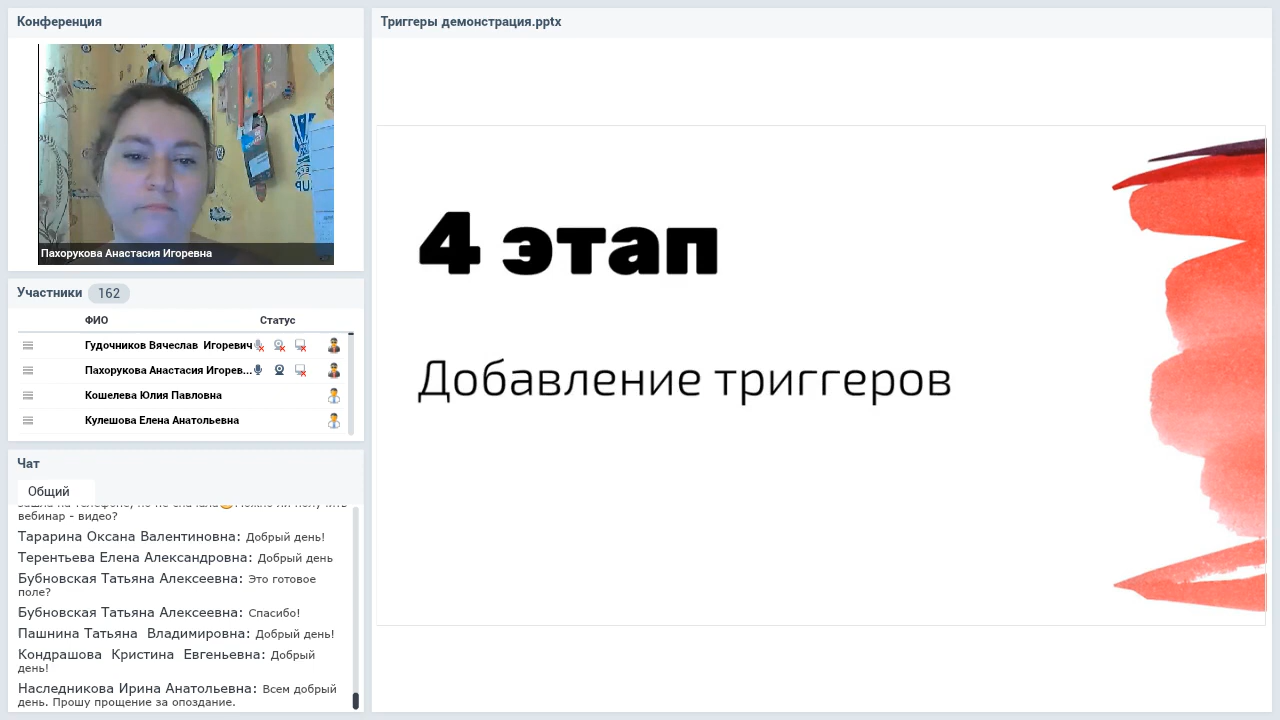 Конференция
Пахорукова Анастасия Игоревна
Участники 162
ФИО Статус
Гудочников Вячеслав Игоревич
Пахорукова Анастасия Игорев...
Кошелева Юлия Павловна
Кулешова Елена Анатольевна
Чат
Общий
вебинар - видео?
Тарарина Оксана Валентиновна: Добрый день!
Терентьева Елена Александровна: Добрый день
Бубновская Татьяна Алексеевна: Это готовое
поле?
Бубновская Татьяна Алексеевна: Спасибо!
Пашнина Татьяна Владимировна: Добрый день!
Кондрашова Кристина Евгеньевна: Добрый
день!
Наследникова Ирина Анатольевна: Всем добрый
день. Прошу прощение за опоздание.
Триггеры демонстрация.pptx
4 этап
Добавление триггеров